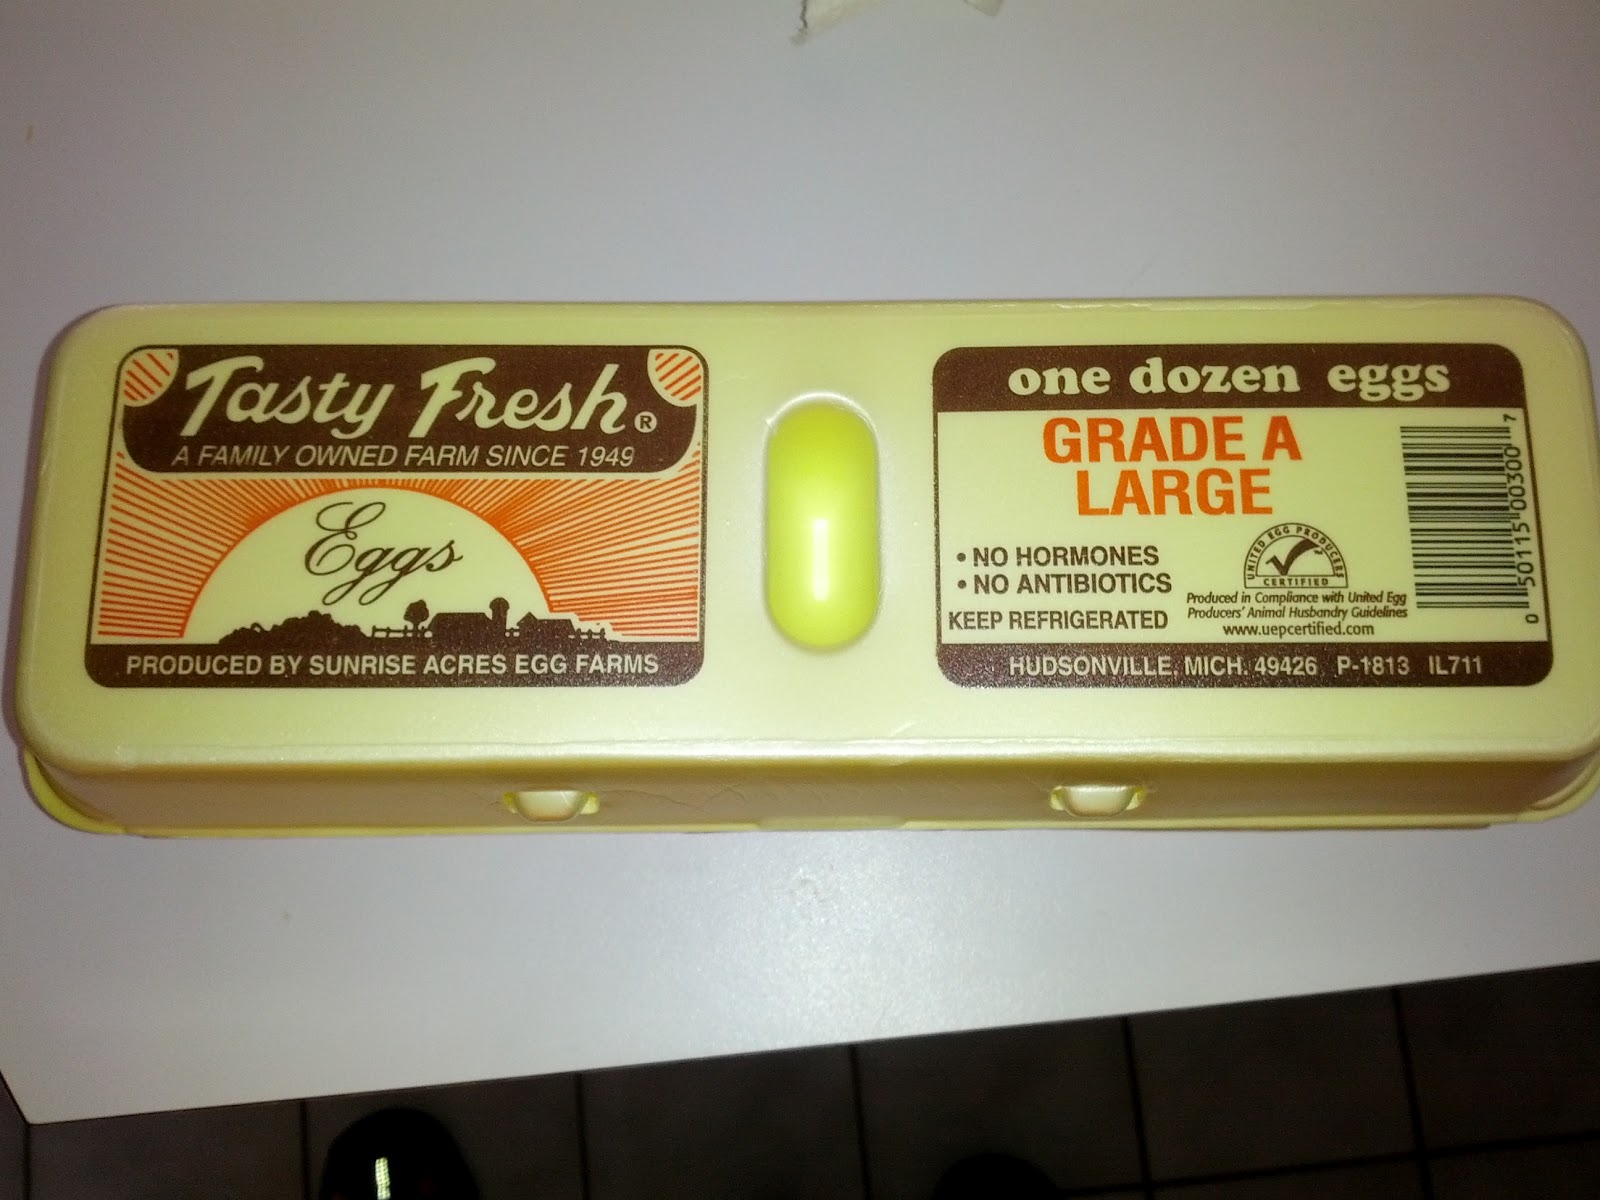 Tasty Fresh®
A FAMILY OWNED FARM SINCE 1949
Eggs
PRODUCED BY SUNRISE ACRES EGG FARMS
one dozen eggs
GRADE A
LARGE
• NO HORMONES
• NO ANTIBIOTICS
KEEP REFRIGERATED
UNITED EGG PRODUCERS
CERTIFIED
Produced in Compliance with United Egg
Producers' Animal Husbandry Guidelines
www.uepcertified.com
0 50115 00300 7
HUDSONVILLE, MICH. 49426 P-1813 IL711